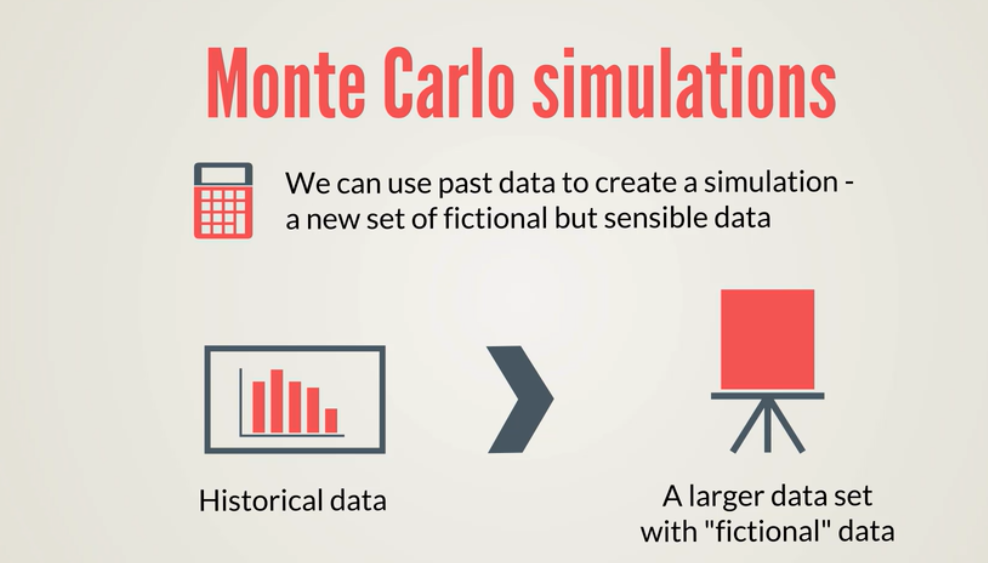 Monte Carlo simulations
We can use past data to create a simulation -
a new set of fictional but sensible data
Historical data
A larger data set
with "fictional" data